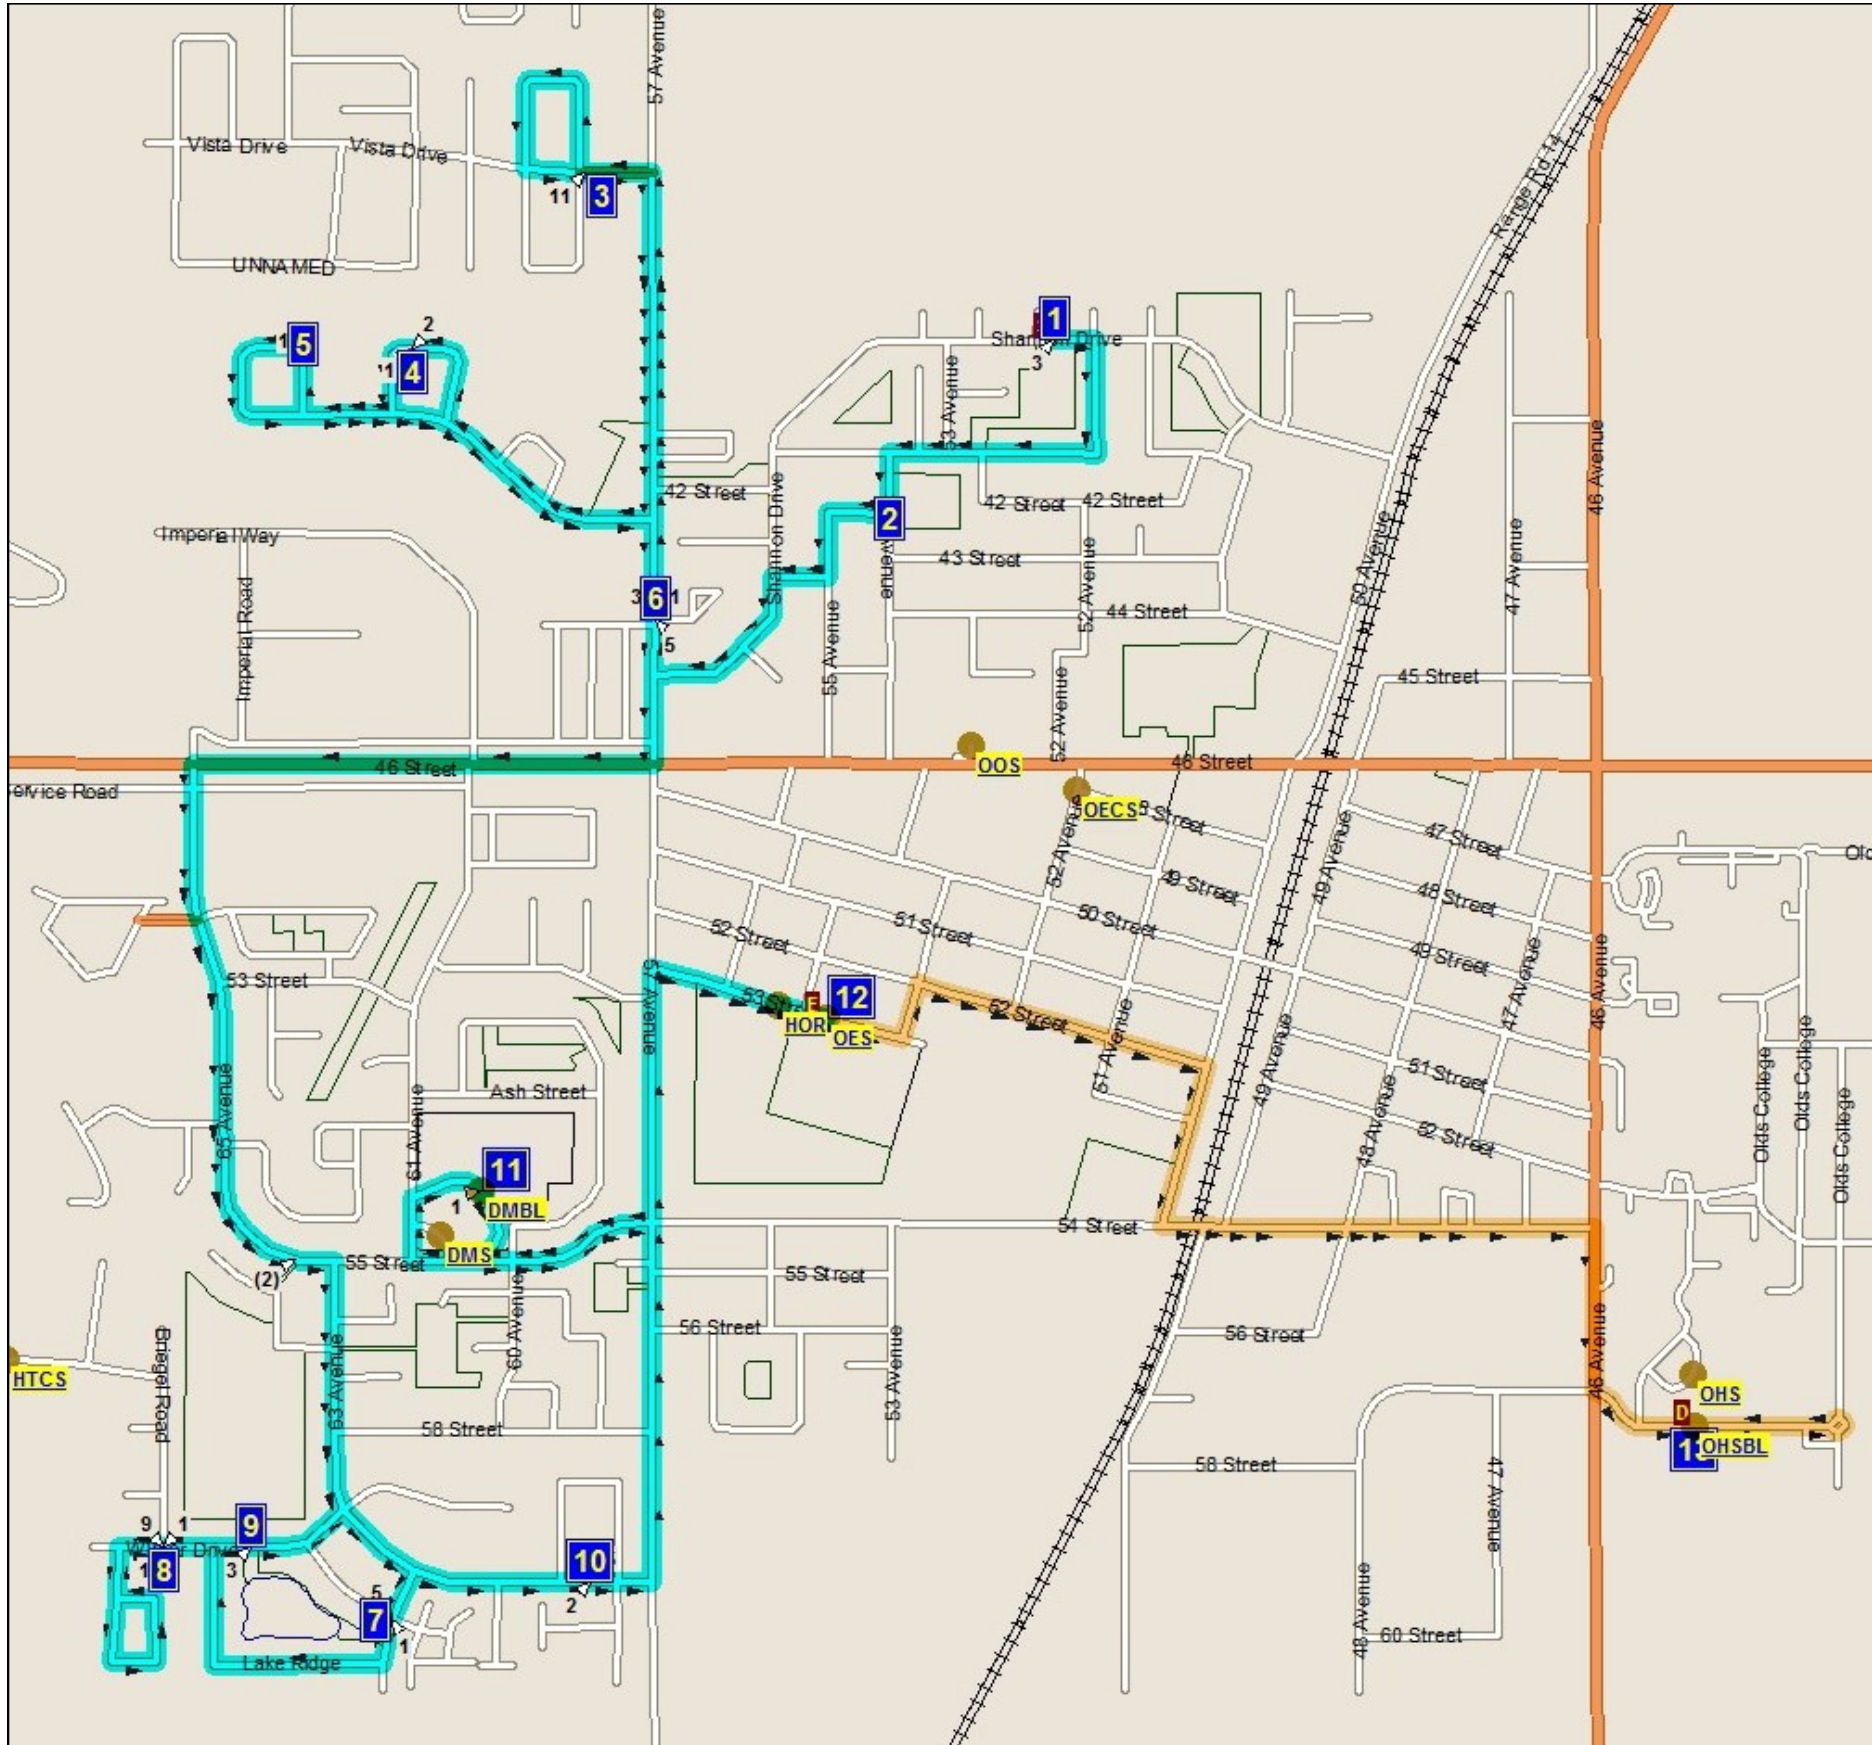 57 Avenue
Vista Drive
Vista Drive
11
3
UNNAMED
Range Rd 14
1
Shannon Drive
3
2
1
5
4
53 Avenue
46 Avenue
42 Street
42 Street
42 Street
2
Shannon Drive
Imperial Way
43 Street
52 Avenue
50 Avenue
47 Avenue
Imperial Road
3
6
1
5
44 Street
55 Avenue
52 Avenue
45 Street
OOS
46 Street
46 Street
OECS
47 Street
52 Avenue
49 Avenue
49 Street
48 Street
50 Street
51 Street
52 Street
53 Street
49 Street
47 Avenue
46 Avenue
57 Avenue
F
12
HOR
OES
52 Street
51 Avenue
49 Avenue
51 Street
48 Avenue
52 Street
Olds College
Olds College
Olds College
65 Avenue
61 Avenue
Ash Street
11
1
DMBL
DMS
54 Street
(2)
55 Street
55 Street
60 Avenue
56 Street
56 Street
53 Avenue
46 Avenue
HTCS
Briegel Road
63 Avenue
58 Street
58 Street
OHS
D
OHSBL
47 Avenue
9
1
9
8
3
10
2
5
7
1
Lake Ridge
48 Avenue
60 Street